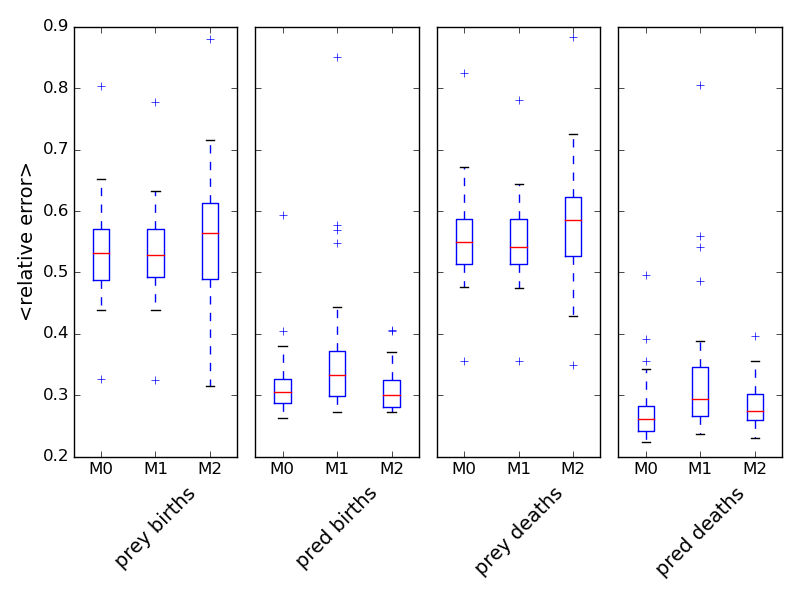 <relative error>
0.9
0.8
0.7
0.6
0.5
0.4
0.3
0.2
M0 M1 M2
M0 M1 M2
M0 M1 M2
M0 M1 M2
prey births
pred births
prey deaths
pred deaths